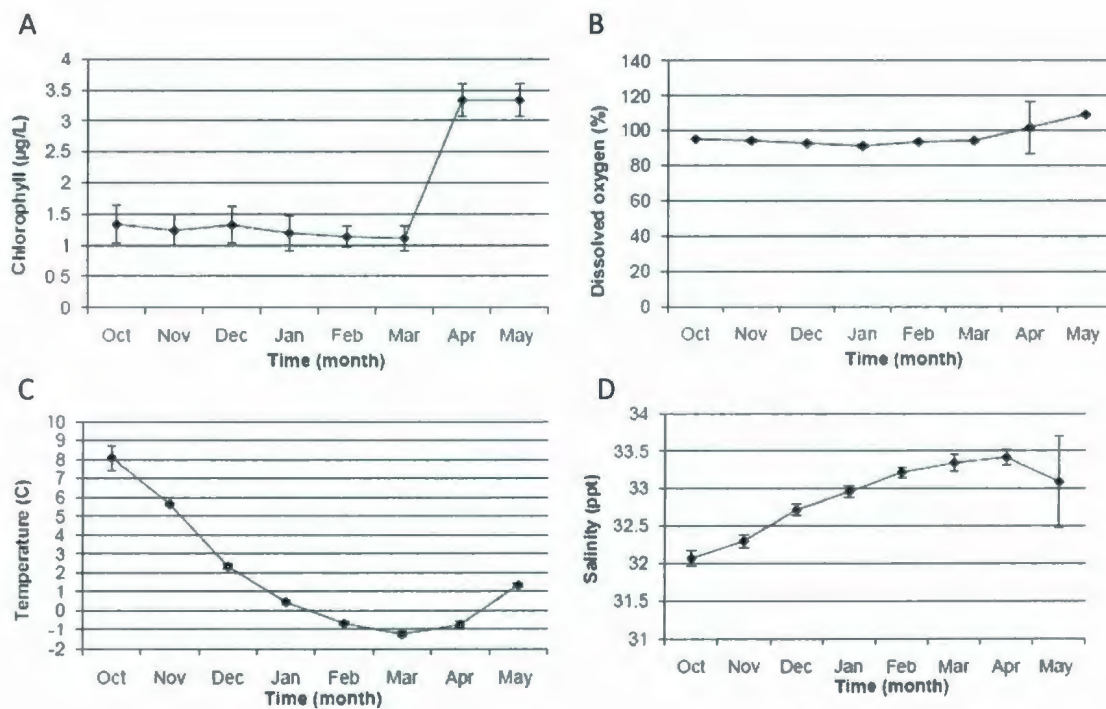 A
Chlorophyll (µg/L)
4
3.5
3
2.5
2
1.5
1
0 5
0
Oct Nov Dec Jan Feb Mar Apr May
Time (month)
B
Dissolved oxygen (%)
140
120
100
80
60
40
20
0
Oct Nov Dec Jan Feb Mar Apr May
Time (month)
C
Temperature (C)
10
9
8
7
6
5
4
3
2
1
0
-1
-2
Oct Nov Dec Jan Feb Mar Apr May
Time (month)
D
Salinity (ppt)
34
33.5
33
32.5
32
31.5
31
Oct Nov Dec Jan Feb Mar Apr May
Time (month)